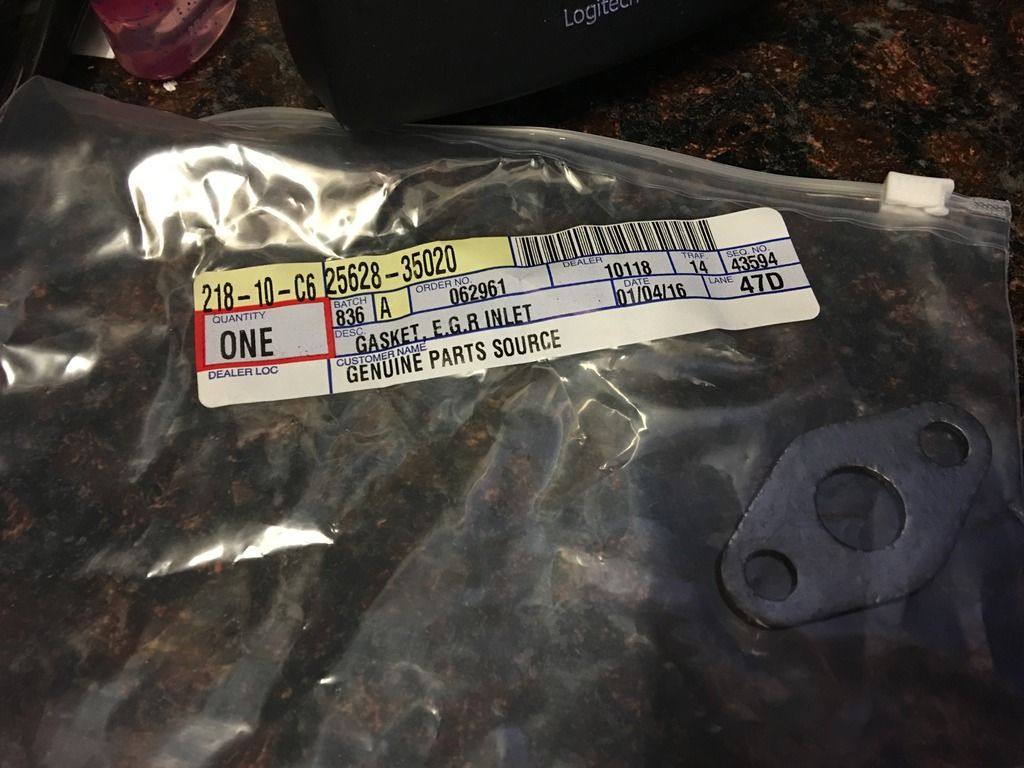 Logitech
218-10-C6 25628-35020
QUANTITY
ONE
DEALER LOC
BATCH
836 A
ORDER NO.
062961
DEALER
10118
TRAF.
14
SEQ. NO.
43594
DATE
01/04/16
LANE
47D
DESC.
GASKET, E.G.R INLET
CUSTOMER NAME
GENUINE PARTS SOURCE